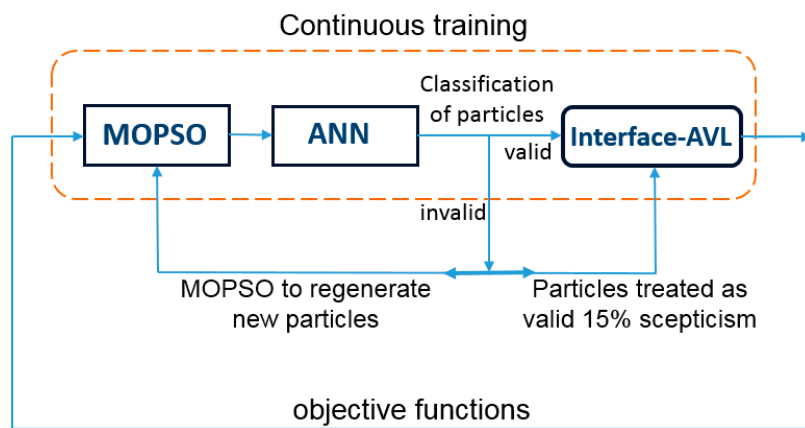 Continuous training
Classification
of particles
MOPSO
ANN
valid
Interface-AVL
invalid
MOPSO to regenerate
new particles
Particles treated as
valid 15% scepticism
objective functions